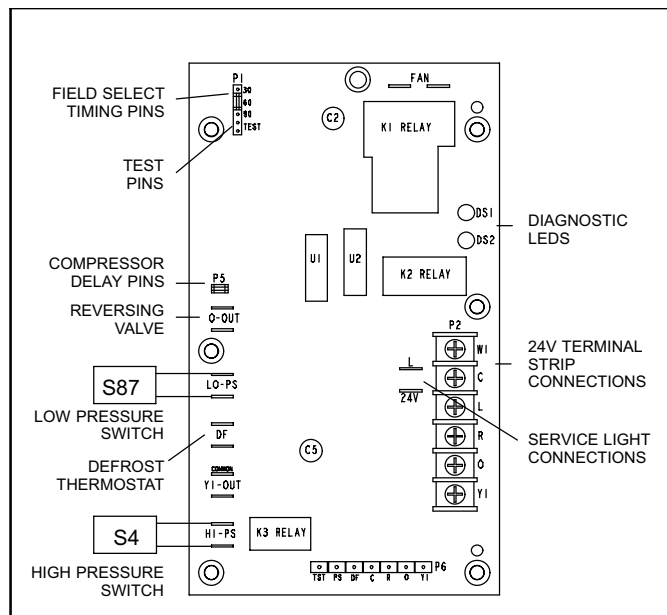 FIELD SELECT
TIMING PINS
P1
30
60
90
TEST
TEST
PINS
FAN
C2
K1 RELAY
DS1
DS2
DIAGNOSTIC
LEDS
U1
U2
K2 RELAY
COMPRESSOR
DELAY PINS
P5
REVERSING
VALVE
O-OUT
P2
W1
C
L
R
O
Y1
24V TERMINAL
STRIP
CONNECTIONS
L
24V
SERVICE LIGHT
CONNECTIONS
S87
LO-PS
LOW PRESSURE
SWITCH
DF
DEFROST
THERMOSTAT
C5
COMMON
Y1-OUT
S4
HI-PS
K3 RELAY
HIGH PRESSURE
SWITCH
P6
TST PS DF C R O Y1